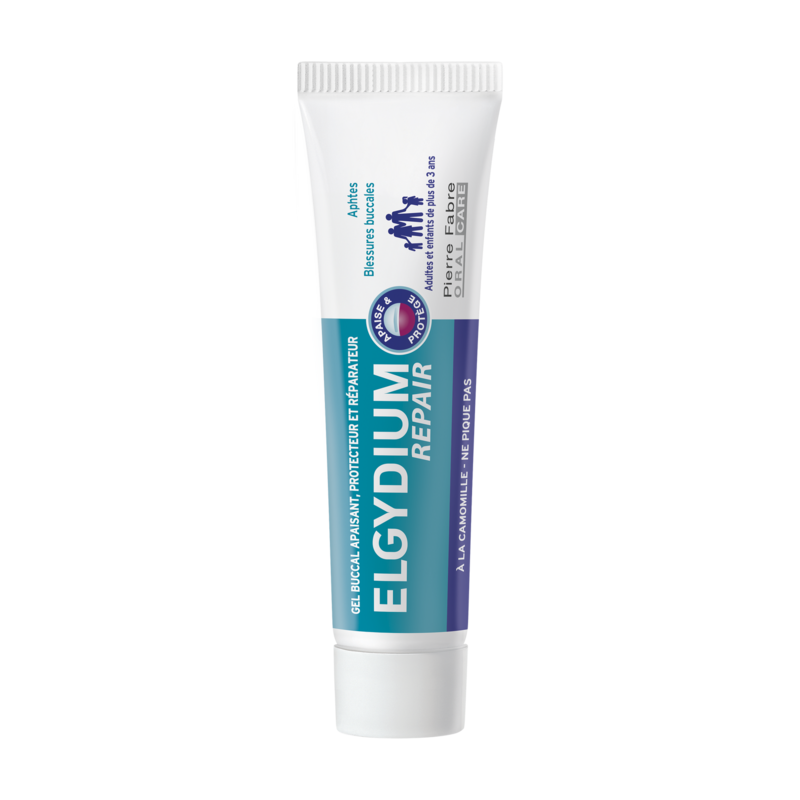 GEL BUCCAL APAISANT, PROTECTEUR ET RÉPARATEUR
ELGYDIUM
REPAIR
À LA CAMOMILLE - NE PIQUE PAS
APAISE &
PROTÈGE
Aphtes
Blessures buccales
Adultes et enfants de plus de 3 ans
Pierre Fabre
ORAL CARE